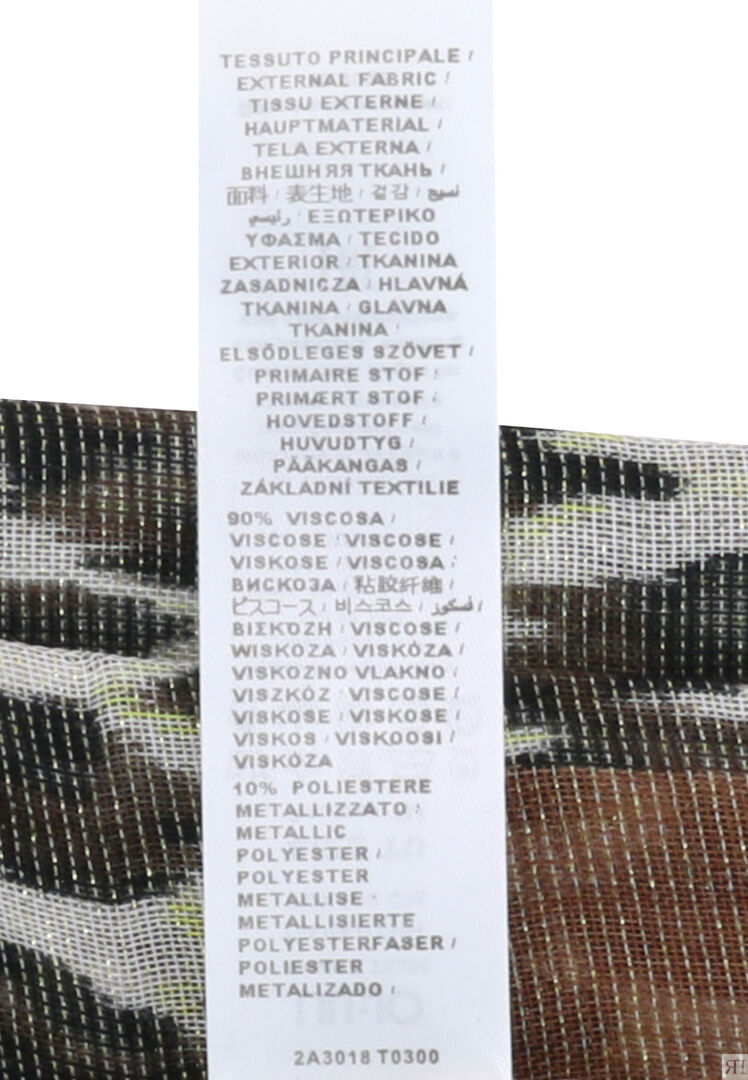 TESSUTO PRINCIPALE /
EXTERNAL FABRIC /
TISSU EXTERNE /
HAUPTMATERIAL /
TELA EXTERNA /
ВНЕШНЯЯ ТКАНЬ /
面料 / 表生地 / 겉감 / نسيج
رئيسي / ΕΞΩΤΕΡΙΚΟ
ΥΦΑΣΜΑ / TECIDO
EXTERIOR / TKANINA
ZASADNICZA / HLAVNÁ
TKANINA / GLAVNA
TKANINA /
ELSŐDLEGES SZÖVET /
PRIMAIRE STOF /
PRIMÆRT STOF /
HOVEDSTOFF /
HUVUDTYG /
PÄÄKANGAS /
ZÁKLADNÍ TEXTILIE
90% VISCOSA /
VISCOSE / VISCOSE /
VISKOSE / VISCOSA /
ВИСКОЗА / 粘胶纤维 /
ビスコース / 비스코스 / فسكوز /
ΒΙΣΚΌΖΗ / VISCOSE /
WISKOZA / VISKÓZA /
VISKOZNO VLAKNO /
VISZKÓZ / VISCOSE /
VISKOSE / VISKOSE /
VISKOS / VISKOOSI /
VISKÓZA
10% POLIESTERE
METALLIZZATO /
METALLIC
POLYESTER /
POLYESTER
METALLISE /
METALLISIERTE
POLYESTERFASER /
POLIESTER
METALIZADO /
2A3018 T0300